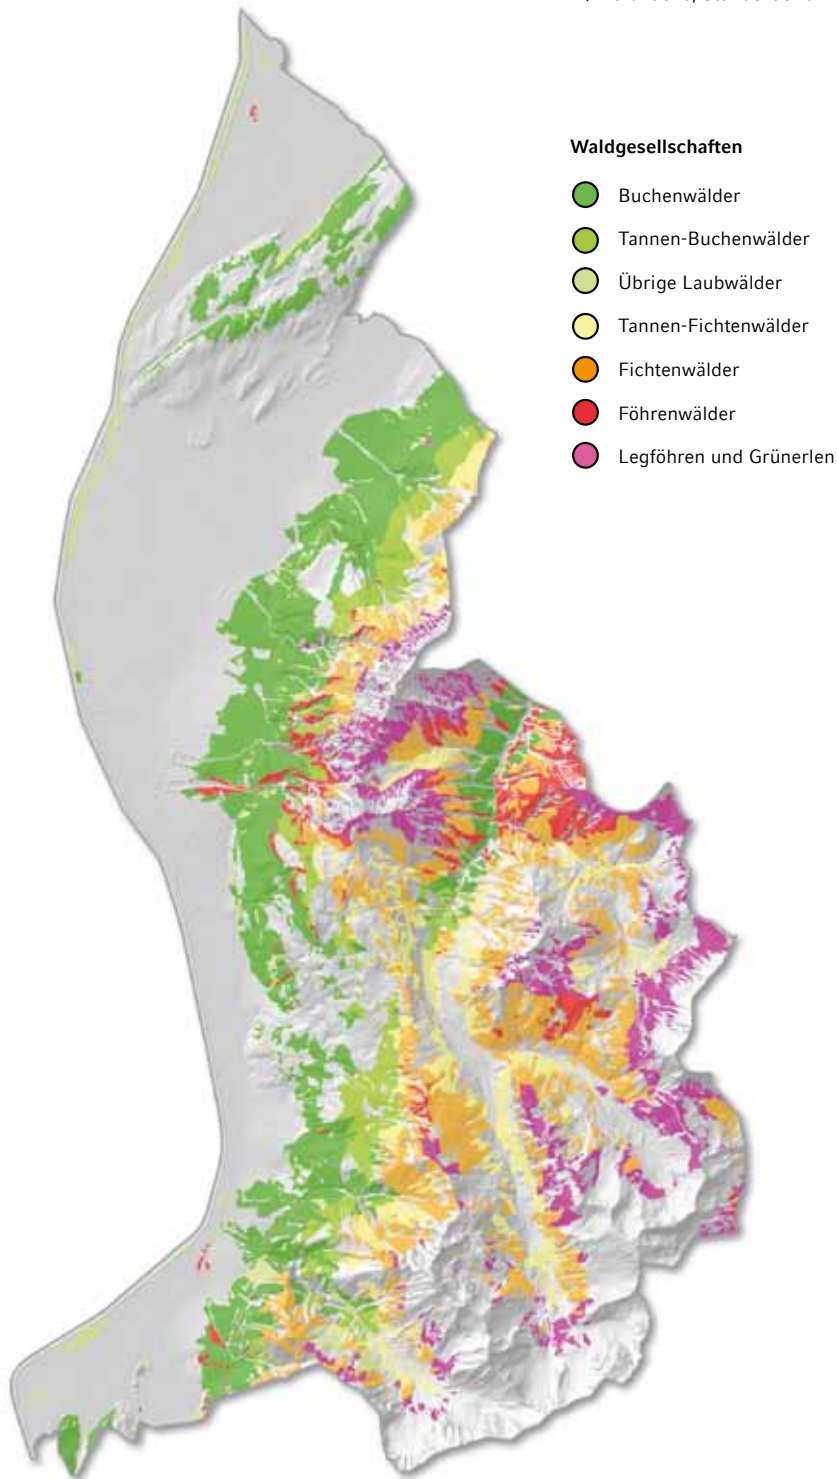 Waldgesellschaften
Buchenwälder
Tannen-Buchenwälder
Übrige Laubwälder
Tannen-Fichtenwälder
Fichtenwälder
Föhrenwälder
Legföhren und Grünerlen